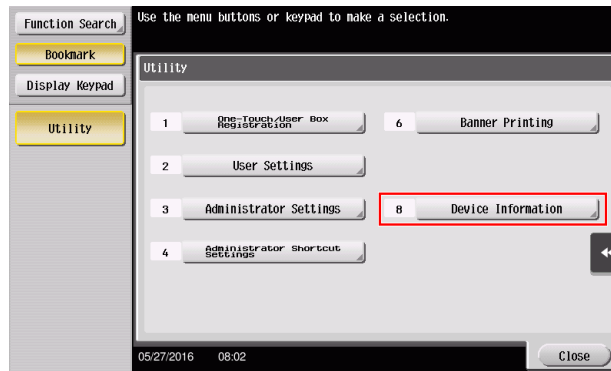 Function Search
Bookmark
Display Keypad
Utility
Use the menu buttons or keypad to make a selection.
Utility
1 One-Touch/User Box
Registration
2 User Settings
3 Administrator Settings
4 Administrator Shortcut
Settings
6 Banner Printing
8 Device Information
05/27/2016 08:02
Close